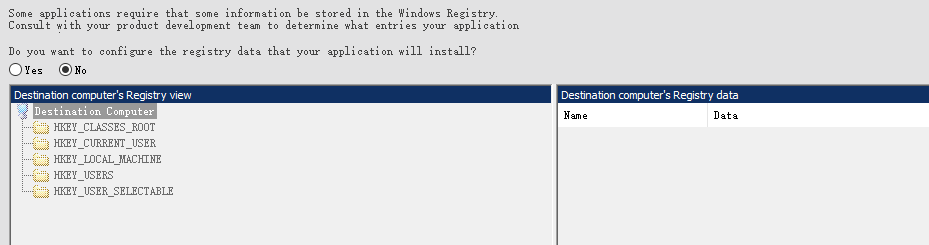 Some applications require that some information be stored in the Windows Registry.
Consult with your product development team to determine what entries your application
Do you want to configure the registry data that your application will install?
Yes No
Destination computer's Registry view
Destination Computer
HKEY_CLASSES_ROOT
HKEY_CURRENT_USER
HKEY_LOCAL_MACHINE
HKEY_USERS
HKEY_USER_SELECTABLE
Destination computer's Registry data
Name Data